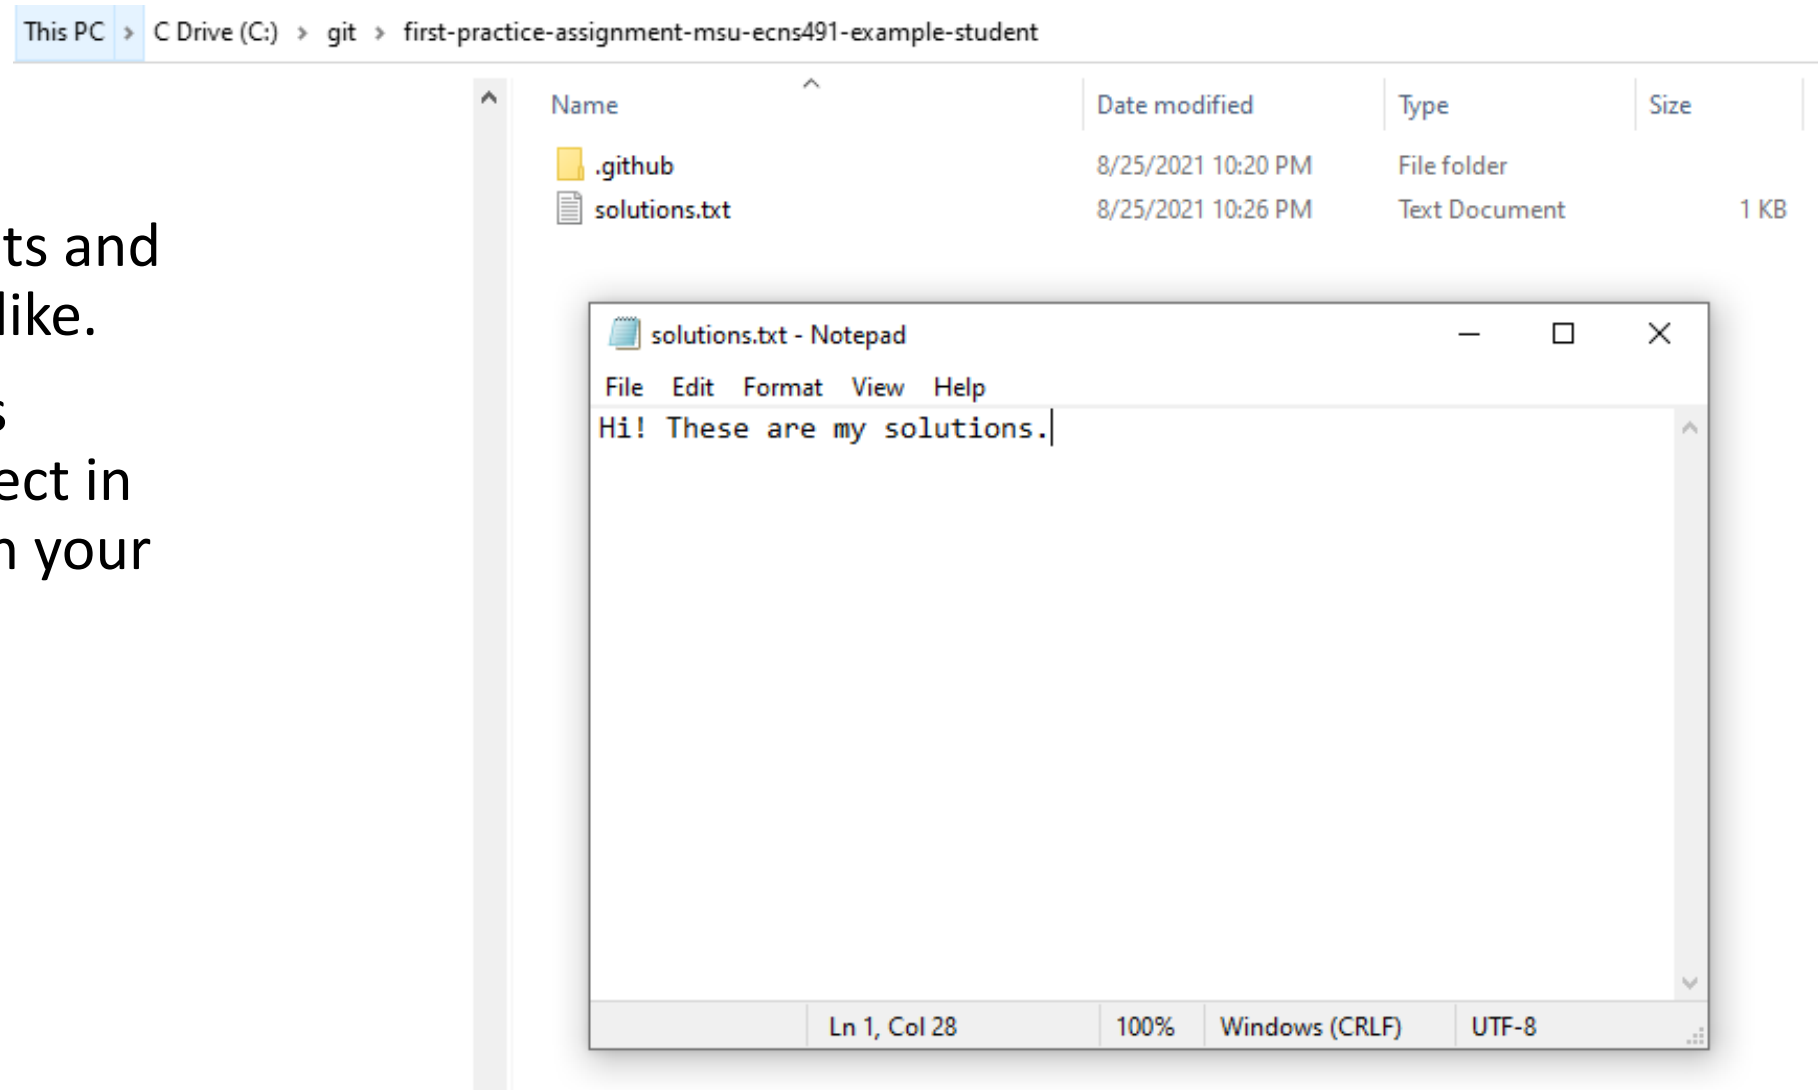 This PC > C Drive (C:) > git > first-practice-assignment-msu-ecns491-example-student
Name Date modified Type Size
.github 8/25/2021 10:20 PM File folder
solutions.txt 8/25/2021 10:26 PM Text Document 1 KB
ts and
like.
s
ect in
n your
solutions.txt - Notepad
File Edit Format View Help
Hi! These are my solutions.
Ln 1, Col 28 100% Windows (CRLF) UTF-8